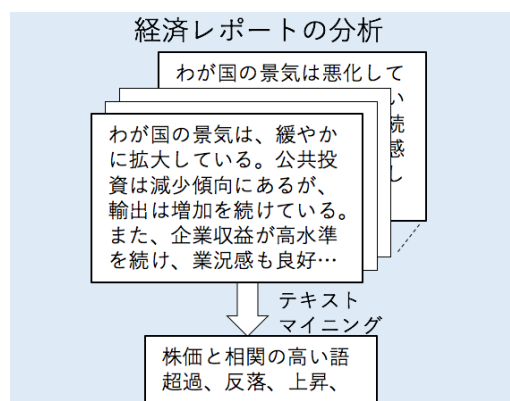 経済レポートの分析
わが国の景気は悪化して
い
続
感
し
わが国の景気は、緩やか
に拡大している。公共投
資は減少傾向にあるが、
輸出は増加を続けている。
また、企業収益が高水準
を続け、業況感も良好…
テキスト
マイニング
株価と相関の高い語
超過、反落、上昇、